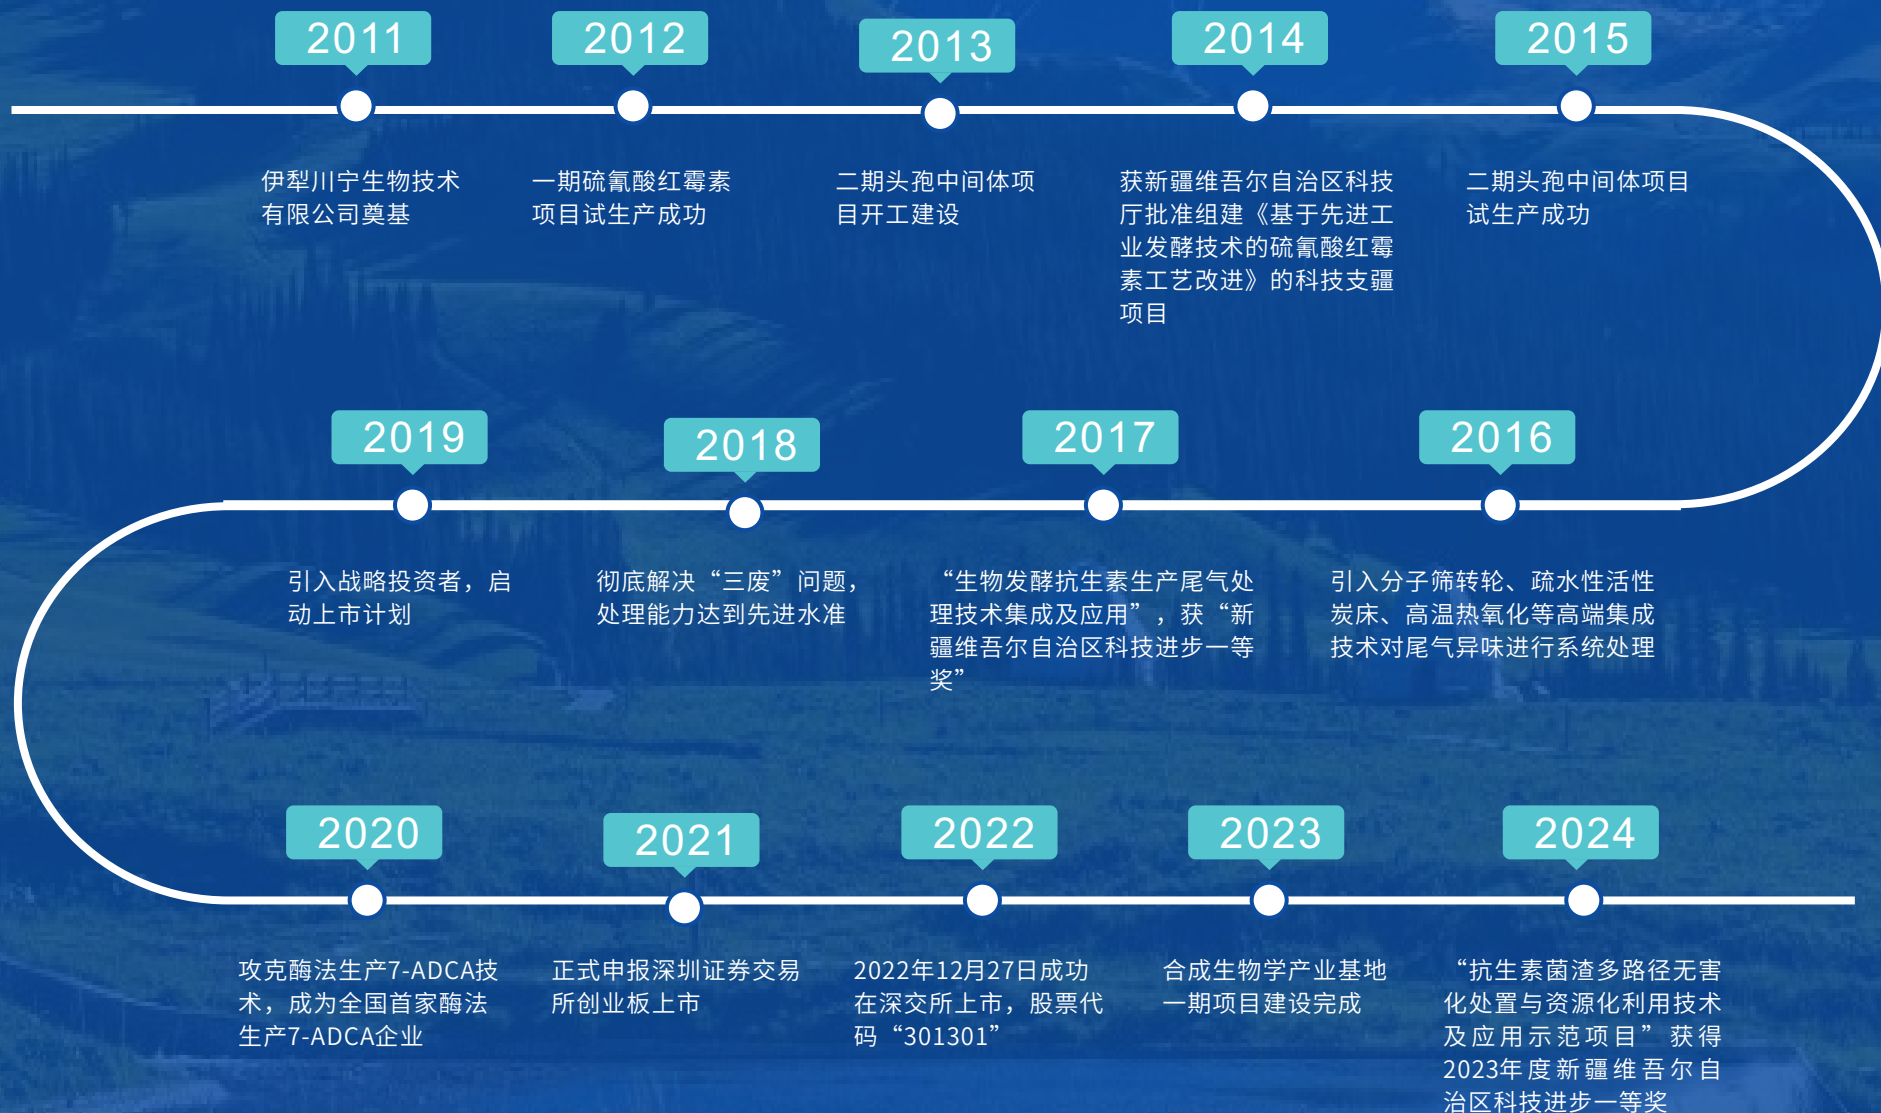 2011
伊犁川宁生物技术
有限公司奠基
2012
一期硫氰酸红霉素
项目试生产成功
2013
二期头孢中间体项
目开工建设
2014
获新疆维吾尔自治区科技
厅批准组建《基于先进工
业发酵技术的硫氰酸红霉
素工艺改进》的科技支疆
项目
2015
二期头孢中间体项目
试生产成功
2016
引入分子筛转轮、疏水性活性
炭床、高温热氧化等高端集成
技术对尾气异味进行系统处理
2017
“生物发酵抗生素生产尾气处
理技术集成及应用”，获“新
疆维吾尔自治区科技进步一等
奖”
2018
彻底解决“三废”问题，
处理能力达到先进水准
2019
引入战略投资者，启
动上市计划
2020
攻克酶法生产7-ADCA技
术，成为全国首家酶法
生产7-ADCA企业
2021
正式申报深圳证券交易
所创业板上市
2022
2022年12月27日成功
在深交所上市，股票代
码“301301”
2023
合成生物学产业基地
一期项目建设完成
2024
“抗生素菌渣多路径无害
化处置与资源化利用技术
及应用示范项目”获得
2023年度新疆维吾尔自
治区科技进步一等奖